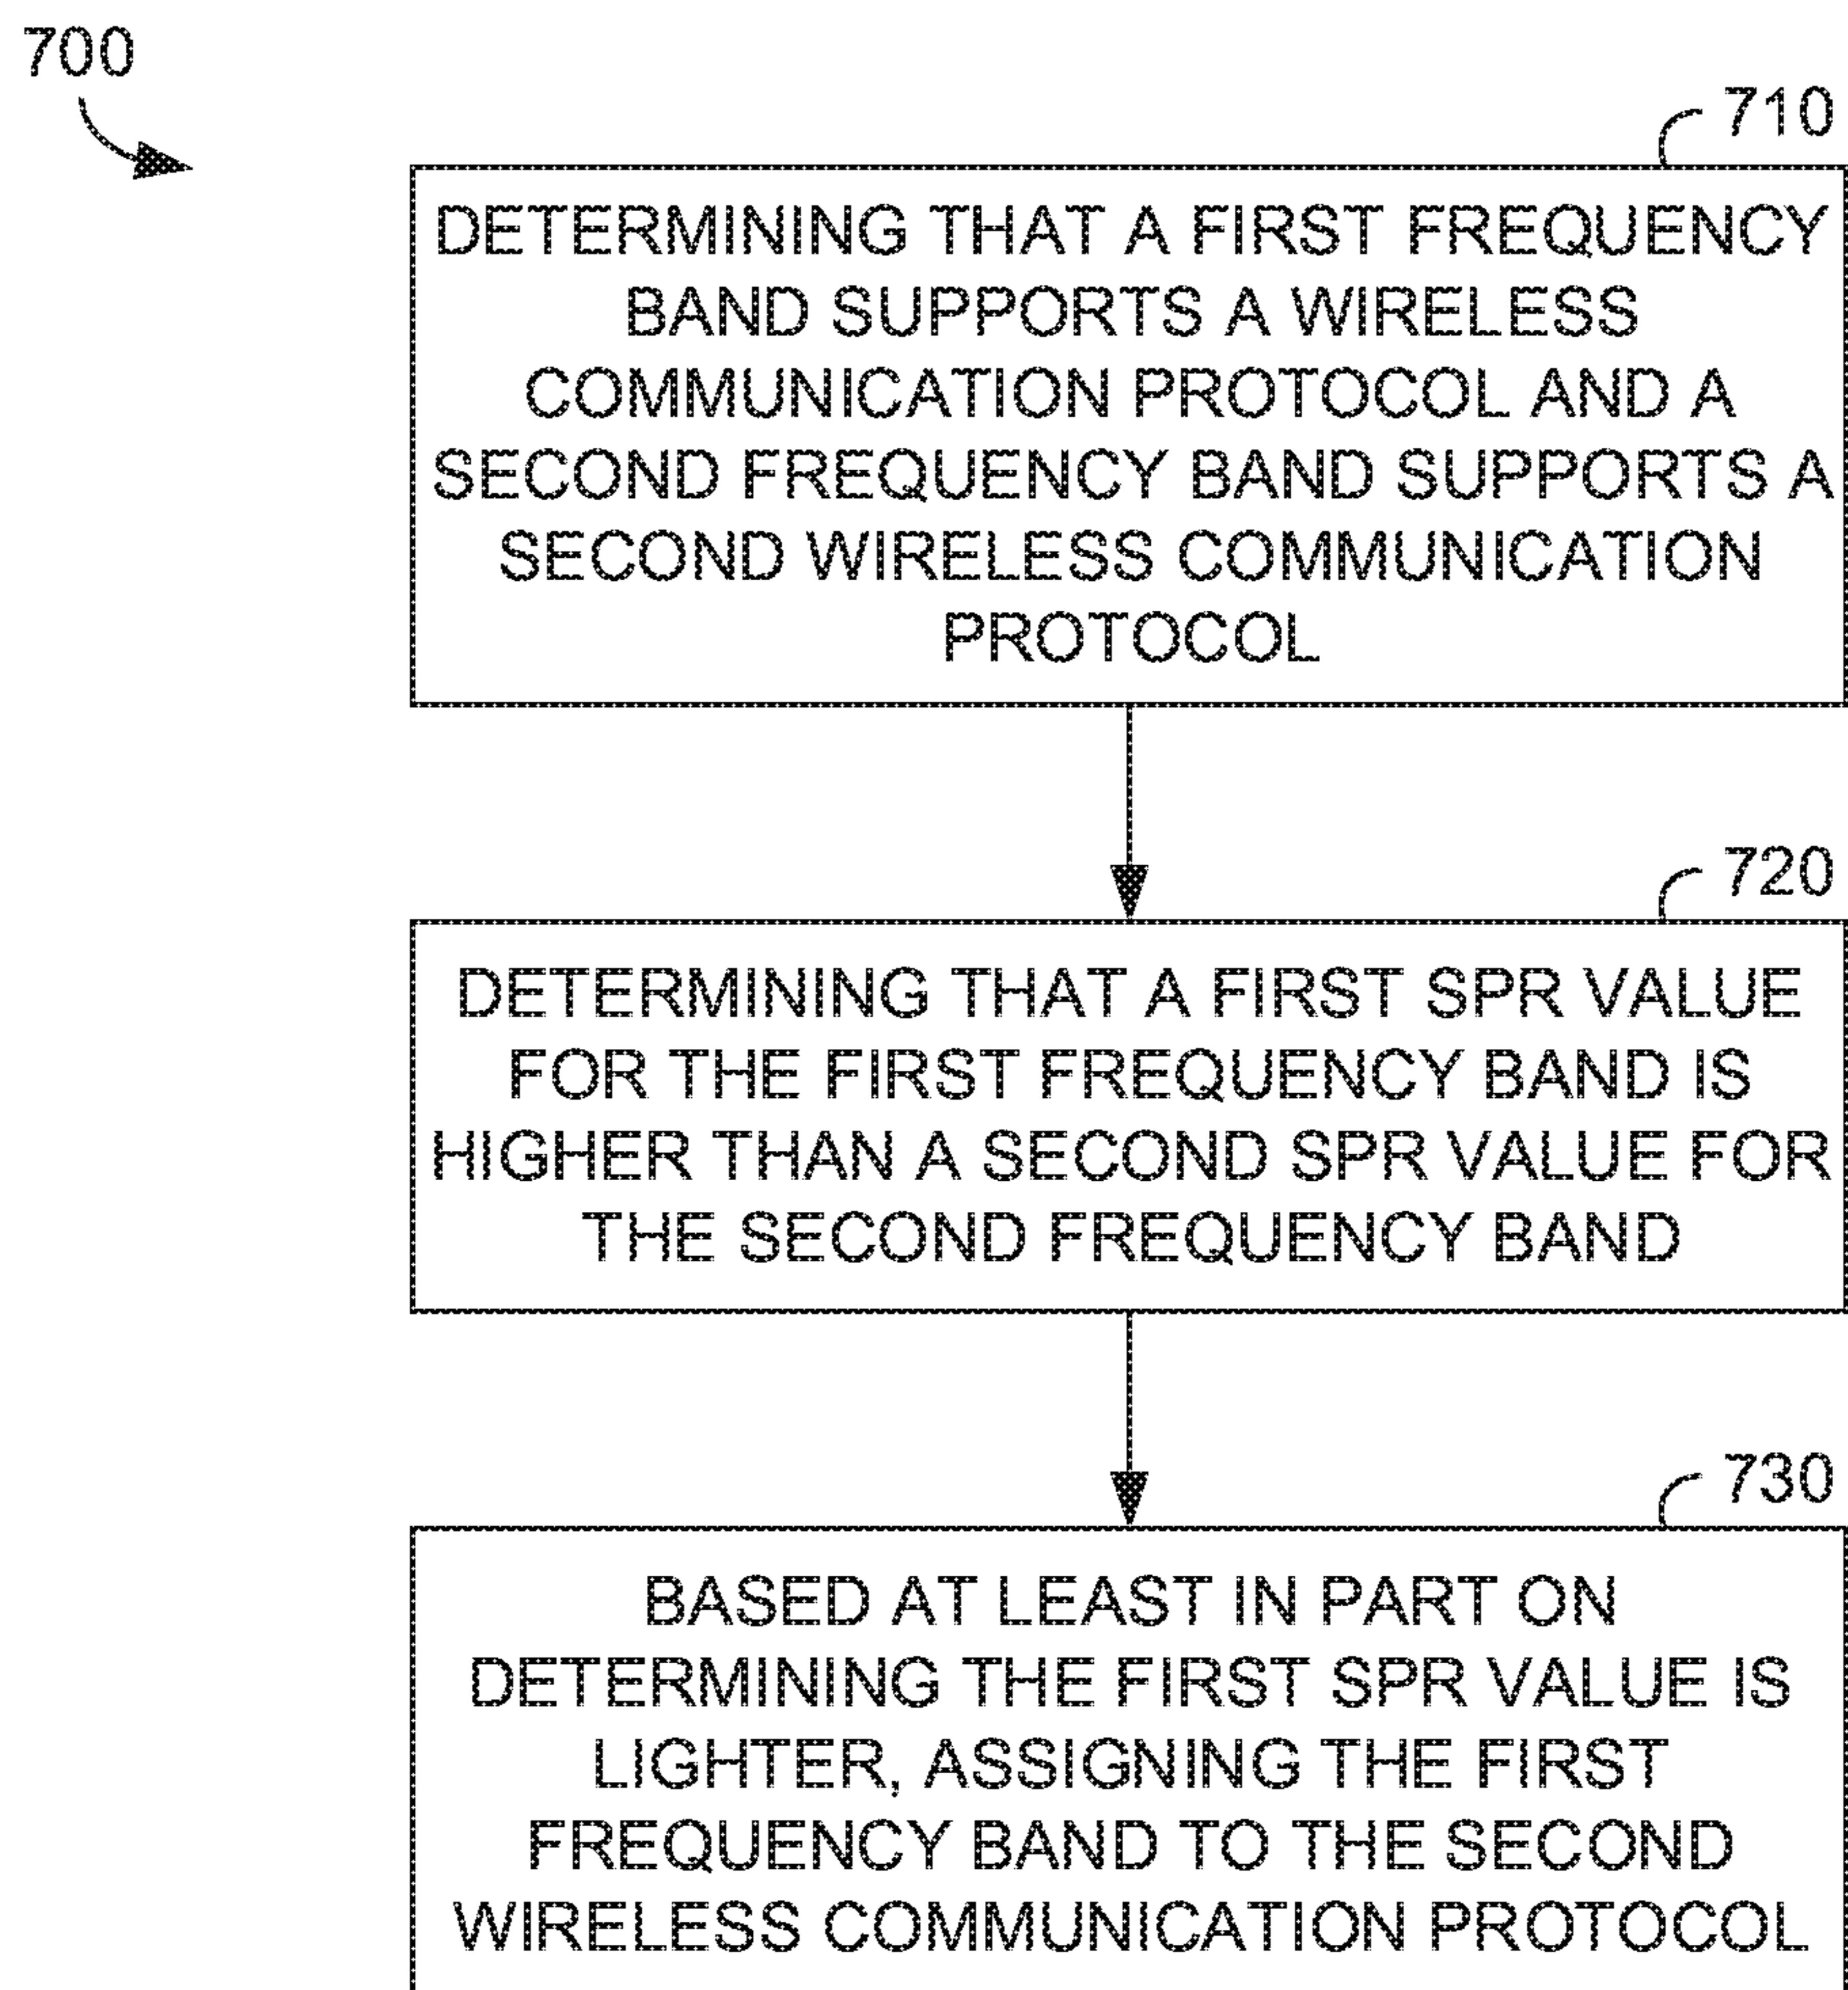 700
710
DETERMINING THAT A FIRST FREQUENCY
BAND SUPPORTS A WIRELESS
COMMUNICATION PROTOCOL AND A
SECOND FREQUENCY BAND SUPPORTS A
SECOND WIRELESS COMMUNICATION
PROTOCOL
720
DETERMINING THAT A FIRST SPR VALUE
FOR THE FIRST FREQUENCY BAND IS
HIGHER THAN A SECOND SPR VALUE FOR
THE SECOND FREQUENCY BAND
730
BASED AT LEAST IN PART ON
DETERMINING THE FIRST SPR VALUE IS
LIGHTER, ASSIGNING THE FIRST
FREQUENCY BAND TO THE SECOND
WIRELESS COMMUNICATION PROTOCOL